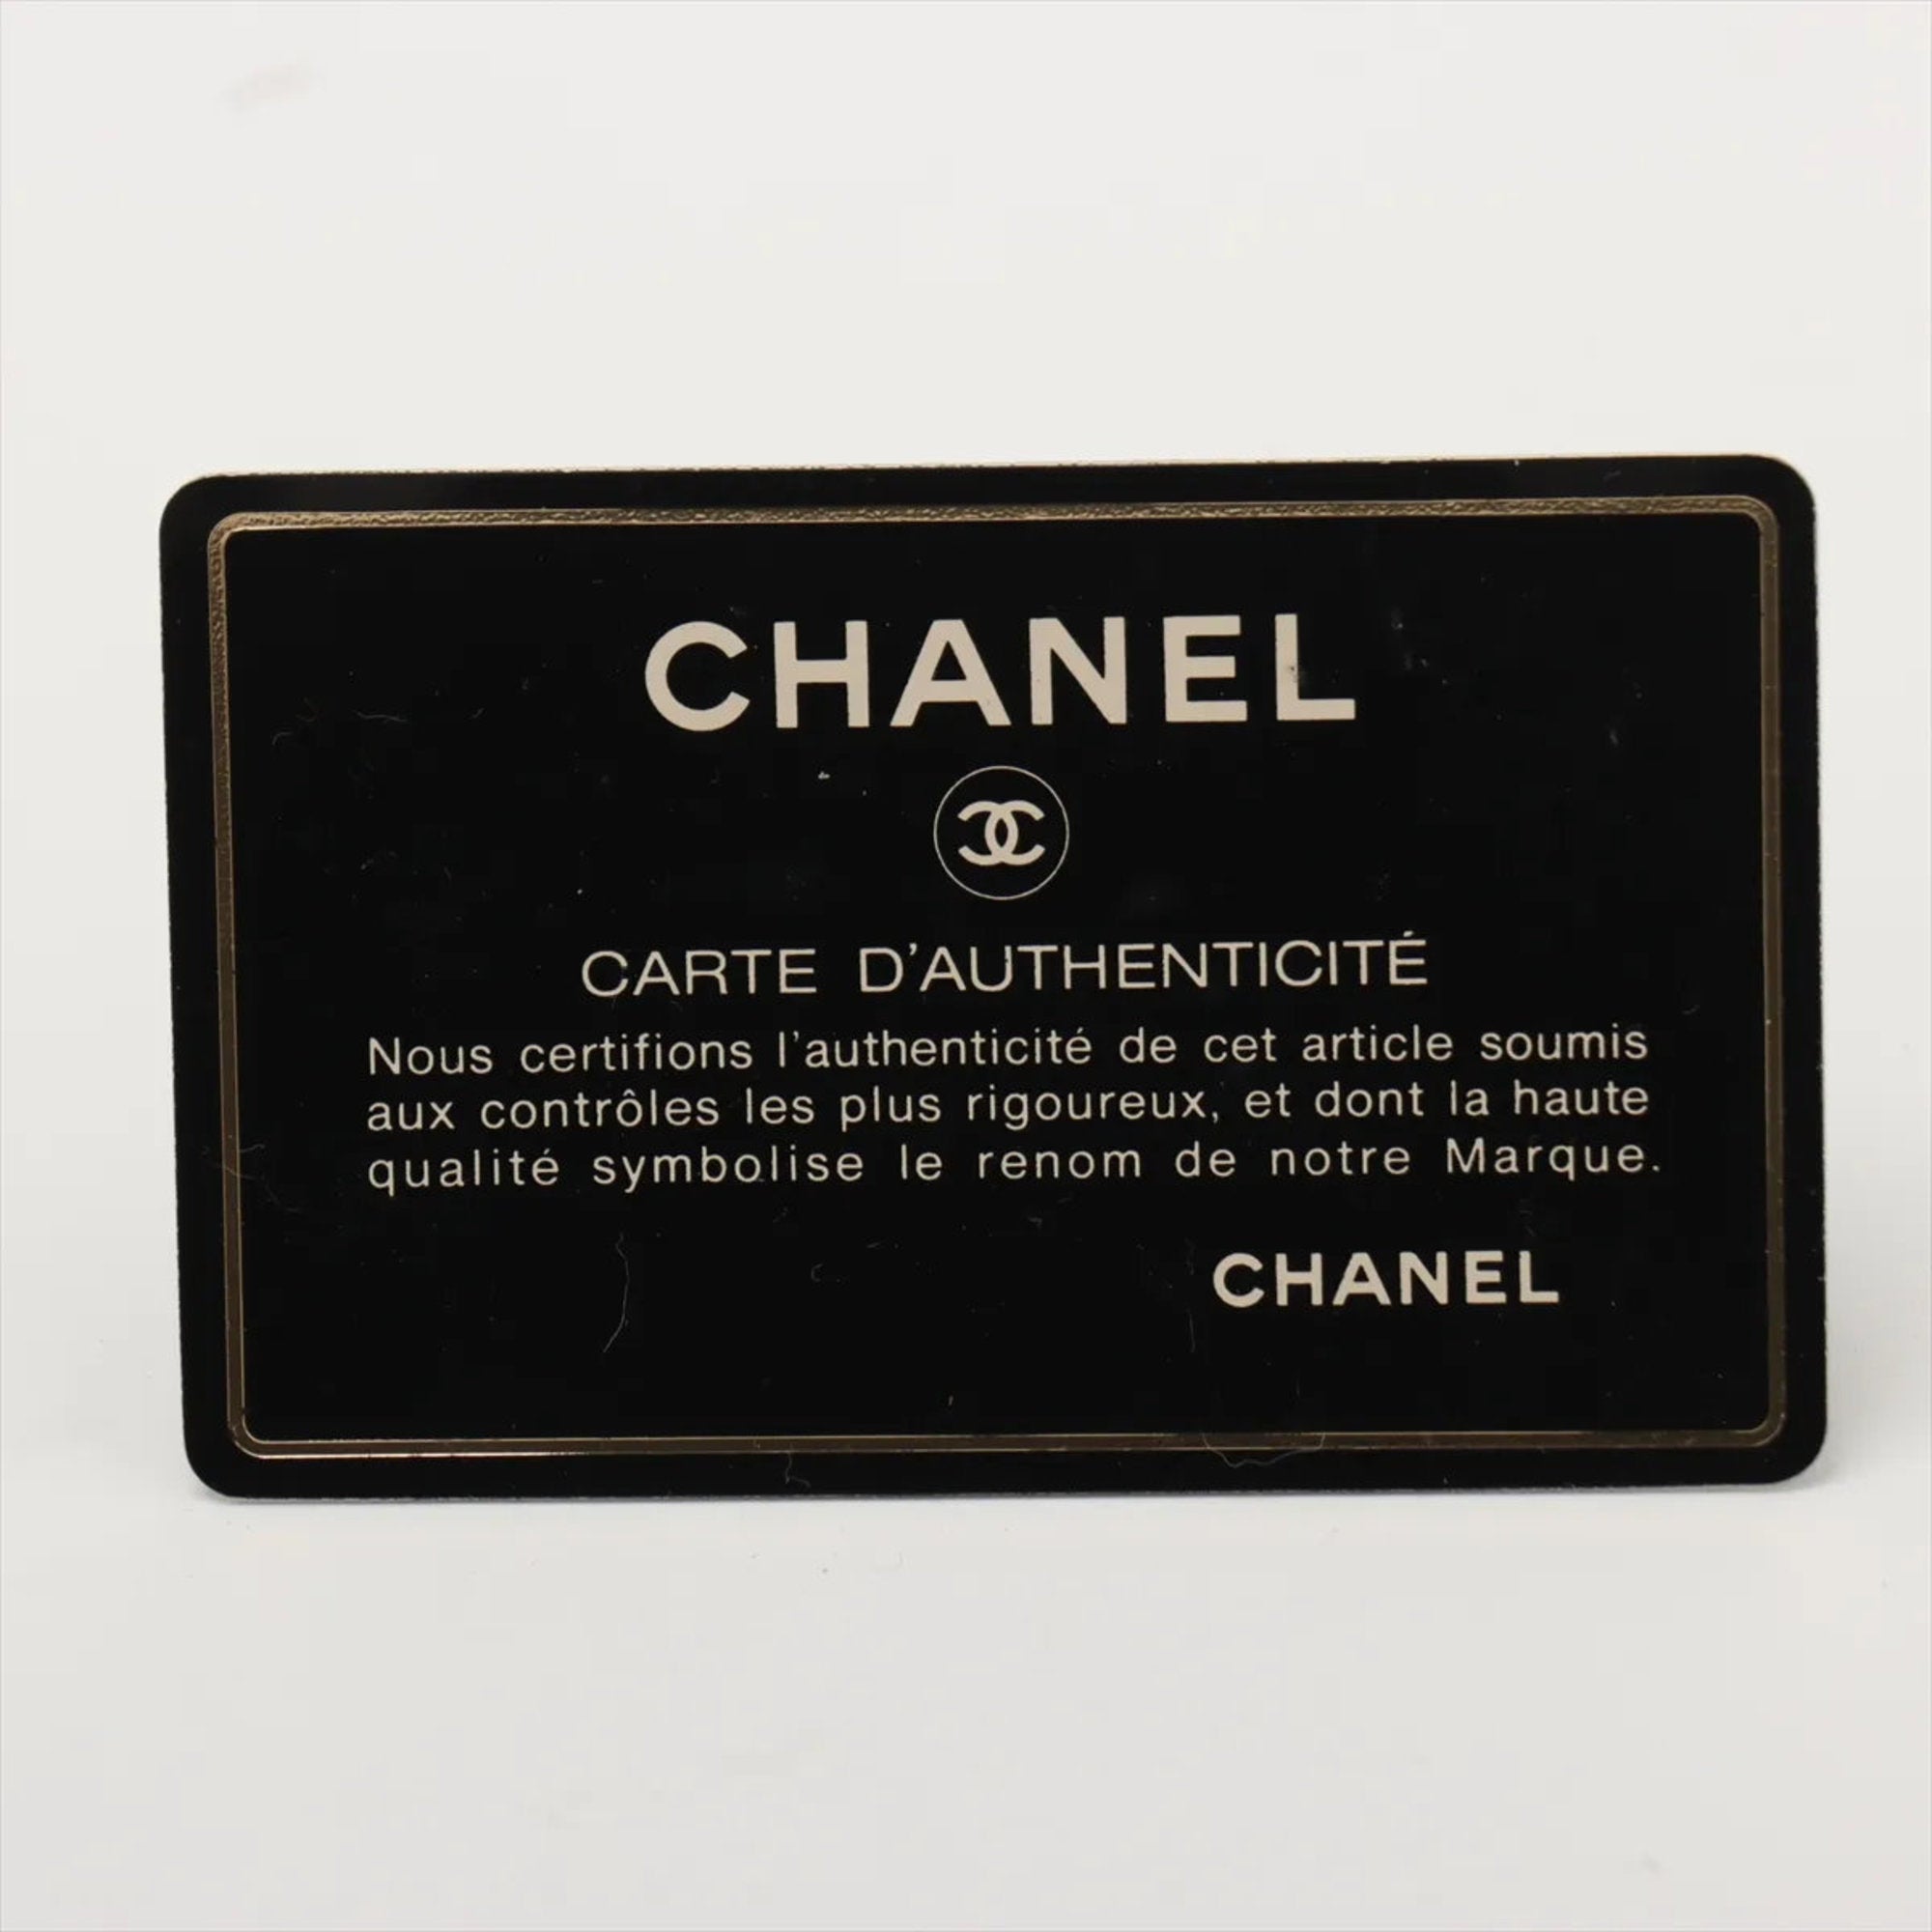 CHANEL
CARTE D'AUTHENTICITÉ
Nous certifions l'authenticité de cet article soumis
aux contrôles les plus rigoureux, et dont la haute
qualité symbolise le renom de notre Marque.
CHANEL